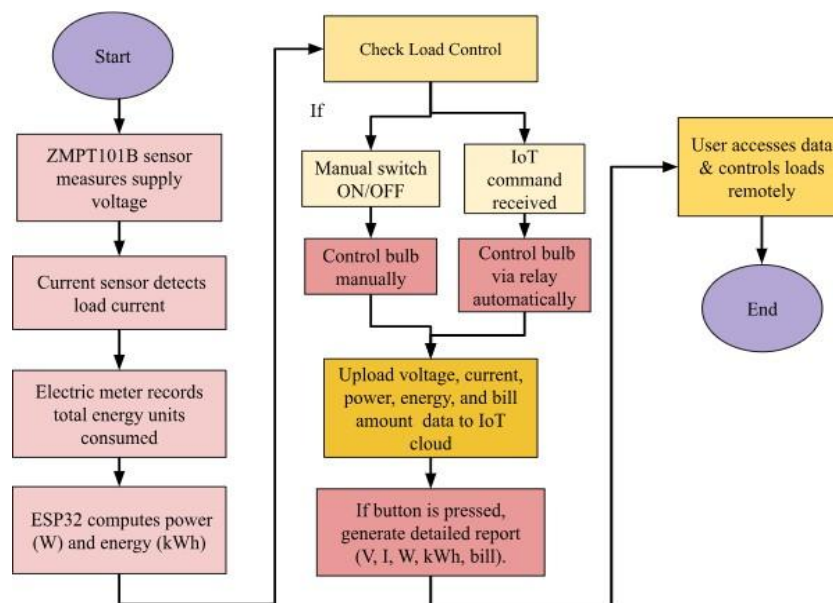 Start
ZMPT101B sensor
measures supply
voltage
Current sensor detects
load current
Electric meter records
total energy units
consumed
ESP32 computes power
(W) and energy (kWh)
Check Load Control
If
Manual switch
ON/OFF
IoT
command
received
Control bulb
manually
Control bulb
via relay
automatically
Upload voltage, current,
power, energy, and bill
amount data to IoT
cloud
If button is pressed,
generate detailed report
(V, I, W, kWh, bill).
User accesses data
& controls loads
remotely
End